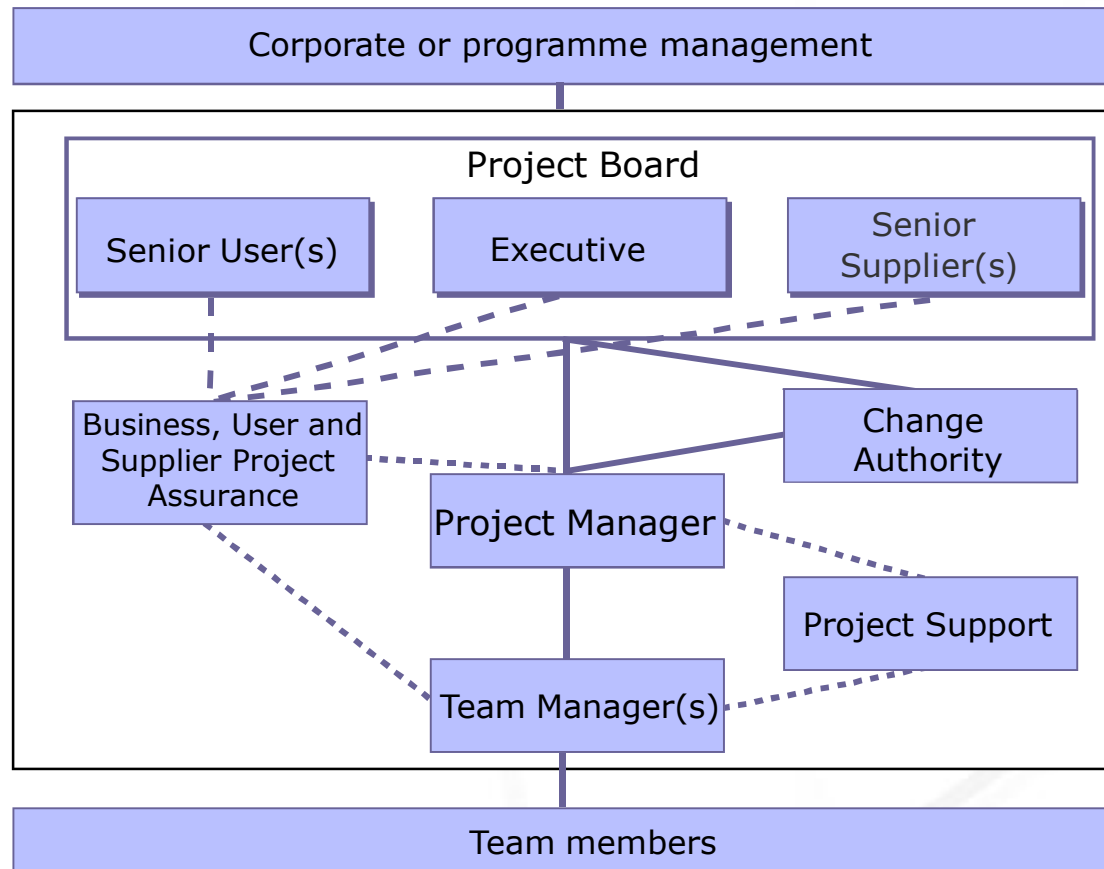 Corporate or programme management
Project Board
Senior User(s)
Executive
Senior
Supplier(s)
Business, User and
Supplier Project
Assurance
Change
Authority
Project Manager
Project Support
Team Manager(s)
Team members